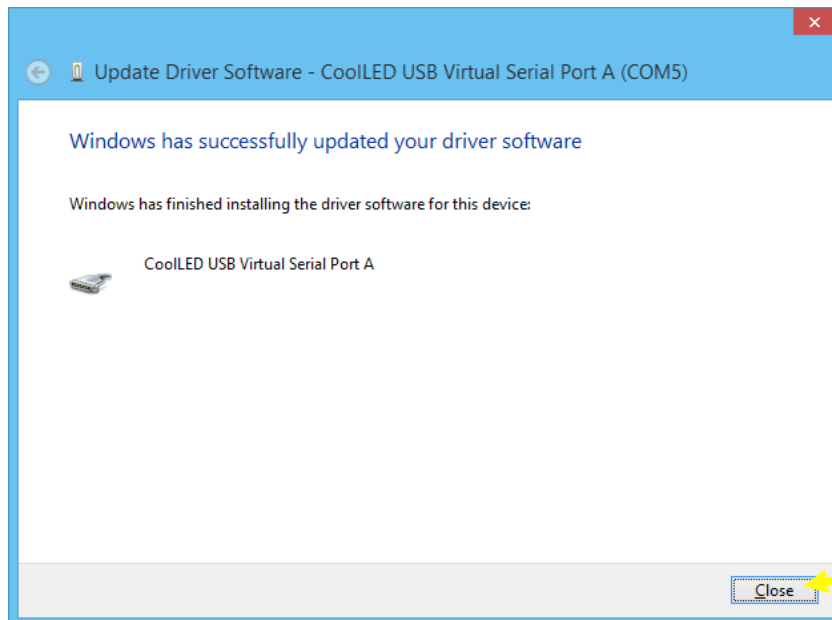 Update Driver Software - CoolLED USB Virtual Serial Port A (COM5)
Windows has successfully updated your driver software
Windows has finished installing the driver software for this device:
CoolLED USB Virtual Serial Port A
Close